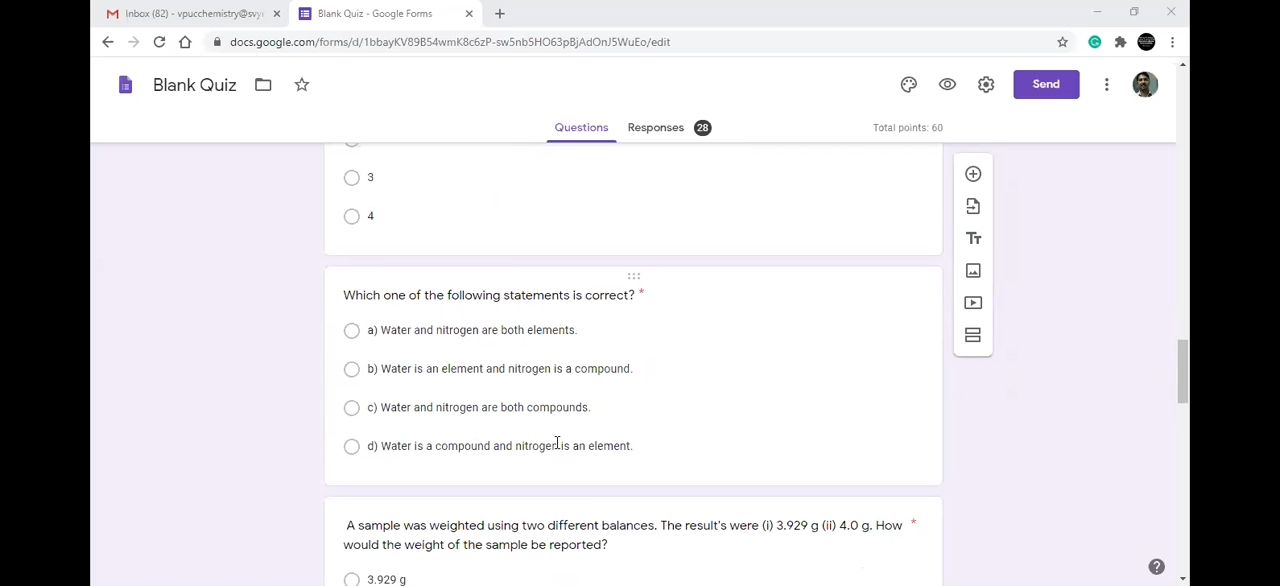 Inbox (82) - vpucchemistry@svy
Blank Quiz - Google Forms
docs.google.com/forms/d/1bbayKV89B54wmK8c6zP-sw5nb5HO63pBjAdOnJ5WuEo/edit
Blank Quiz
Send
Questions
Responses 28
Total points: 60
3
4
Which one of the following statements is correct? *
a) Water and nitrogen are both elements.
b) Water is an element and nitrogen is a compound.
c) Water and nitrogen are both compounds.
d) Water is a compound and nitrogen is an element.
A sample was weighted using two different balances. The result's were (i) 3.929 g (ii) 4.0 g. How *
would the weight of the sample be reported?
3.929 g